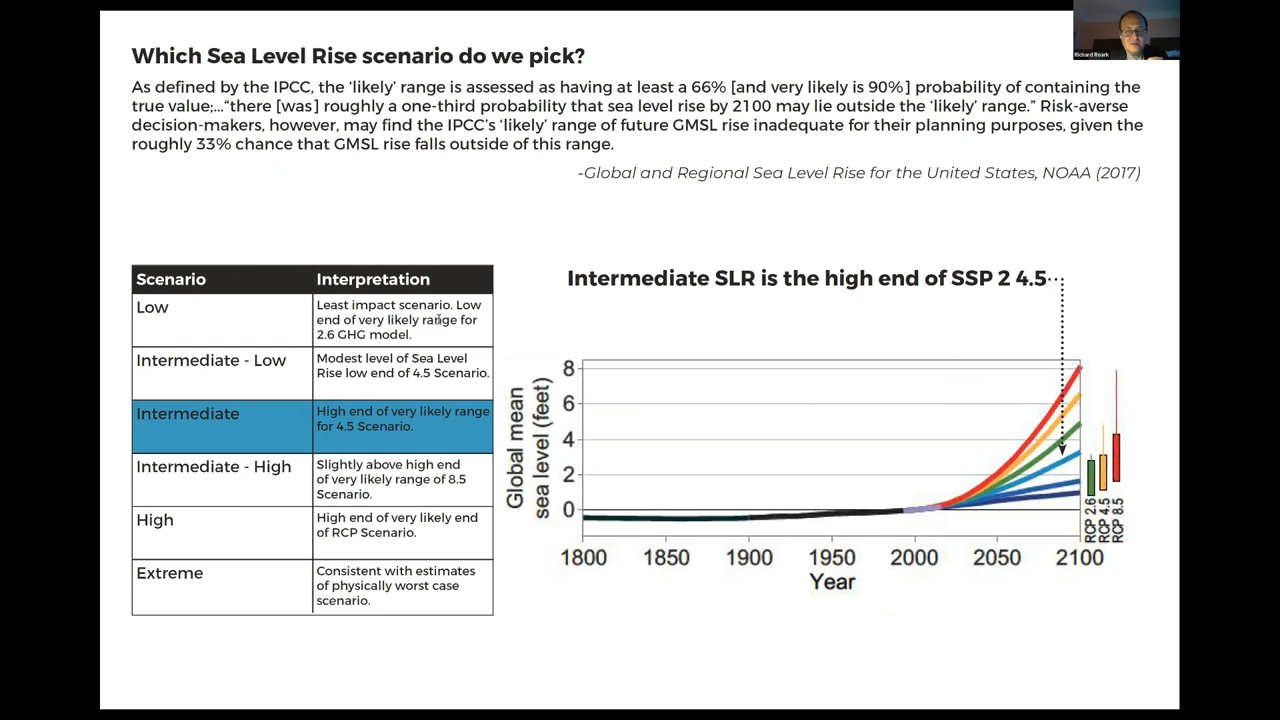 Richard Roark
Which Sea Level Rise scenario do we pick?
As defined by the IPCC, the ‘likely’ range is assessed as having at least a 66% [and very likely is 90%] probability of containing the
true value;...“there [was] roughly a one-third probability that sea level rise by 2100 may lie outside the ‘likely’ range.” Risk-averse
decision-makers, however, may find the IPCC’s ‘likely’ range of future GMSL rise inadequate for their planning purposes, given the
roughly 33% chance that GMSL rise falls outside of this range.
-Global and Regional Sea Level Rise for the United States, NOAA (2017)
Scenario
Interpretation
Low
Least impact scenario. Low
end of very likely range for
2.6 GHG model.
Intermediate - Low
Modest level of Sea Level
Rise low end of 4.5 Scenario.
Intermediate
High end of very likely range
for 4.5 Scenario.
Intermediate - High
Slightly above high end
of very likely range of 8.5
Scenario.
High
High end of very likely end
of RCP Scenario.
Extreme
Consistent with estimates
of physically worst case
scenario.
Intermediate SLR is the high end of SSP 2 4.5
Global mean
sea level (feet)
8
6
4
2
0
1800
1850
1900
1950
2000
2050
2100
Year
RCP 2.6
RCP 4.5
RCP 8.5